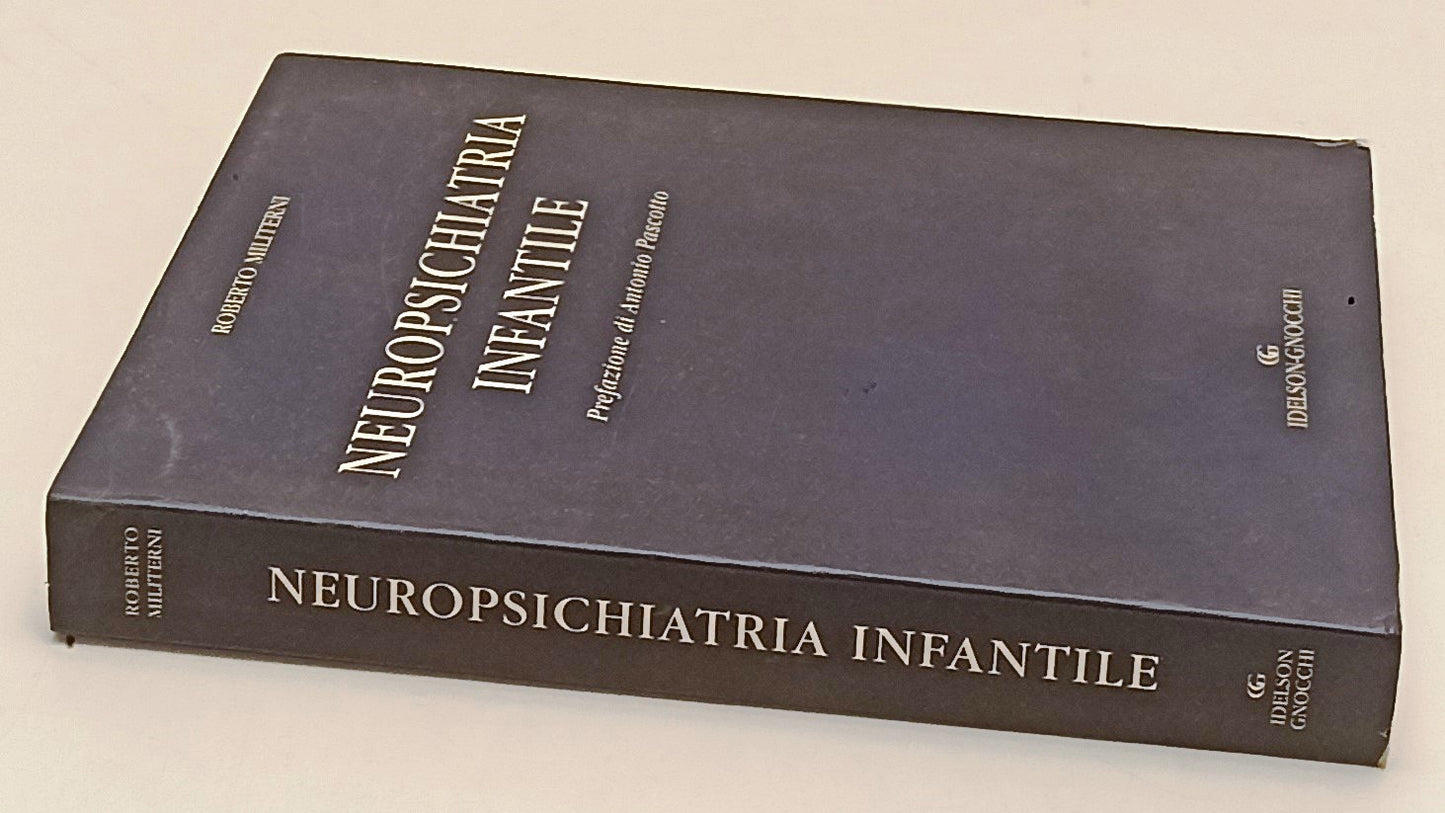 ROBERTO MILITERNI
NEUROPSICHIATRIA
INFANTILE
Prefazione di Antonio Pascotto
IDELSON-GNOCCHI
ROBERTO
MILITERNI
NEUROPSICHIATRIA INFANTILE
IDELSON
GNOCCHI